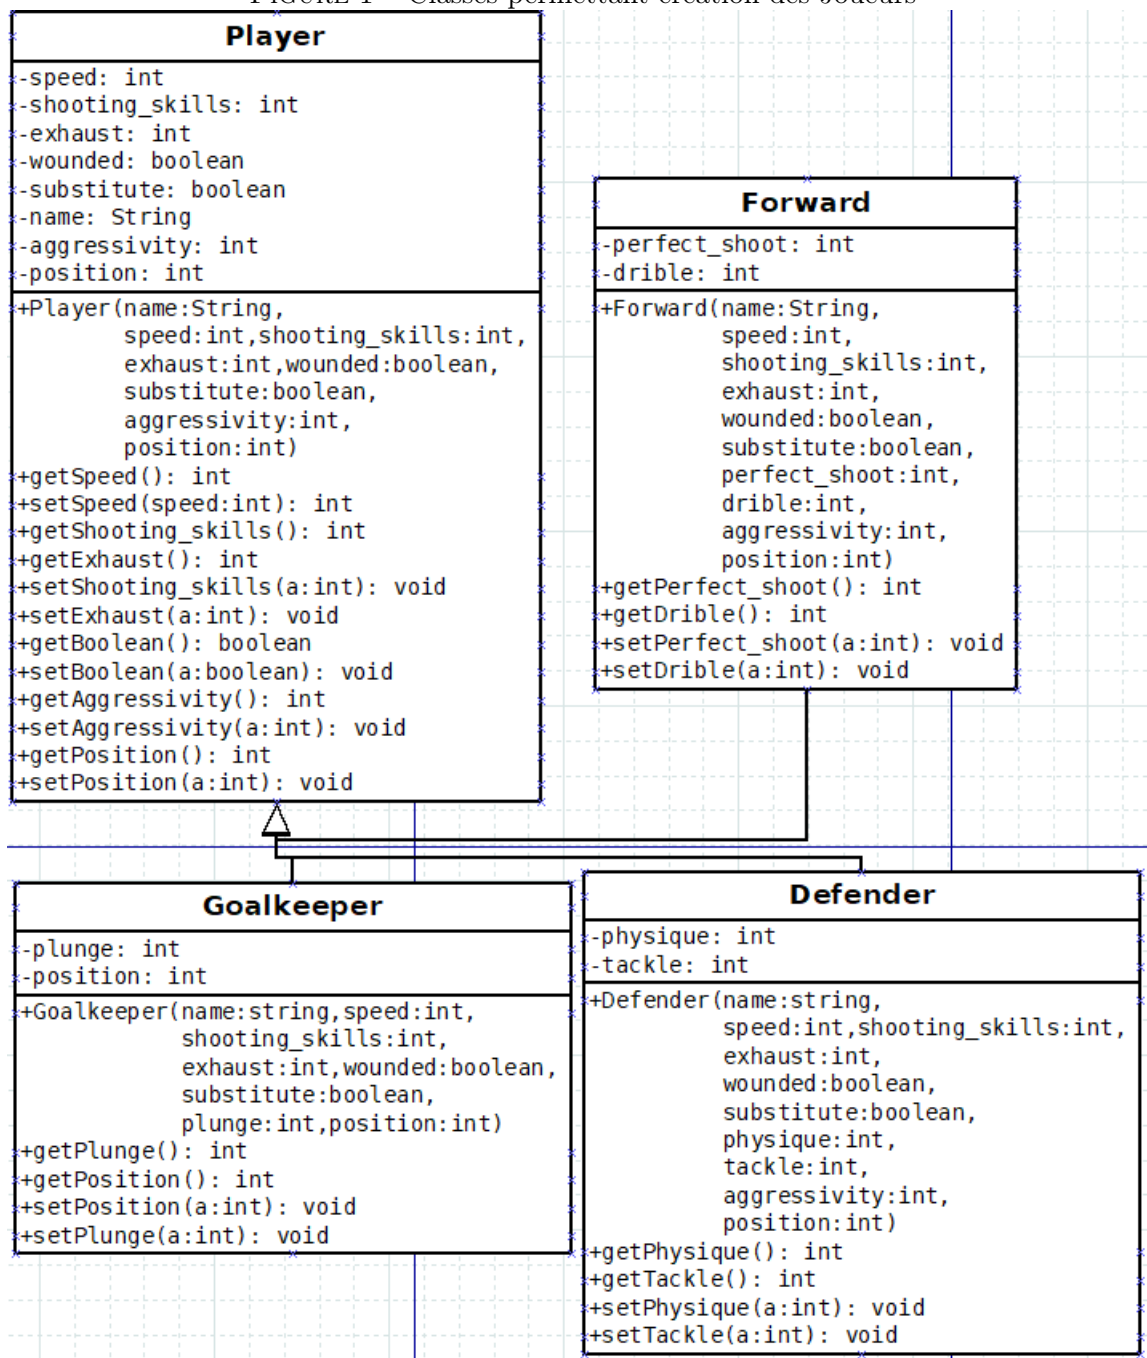 Player
-speed: int
-shooting_skills: int
-exhaust: int
-wounded: boolean
-substitute: boolean
-name: String
-aggressivity: int
-position: int
+Player(name:String,
speed:int,shooting_skills:int,
exhaust:int,wounded:boolean,
substitute:boolean,
aggressivity:int,
position:int)
+getSpeed(): int
+setSpeed(speed:int): int
+getShooting_skills(): int
+getExhaust(): int
+setShooting_skills(a:int): void
+setExhaust(a:int): void
+getBoolean(): boolean
+setBoolean(a:boolean): void
+getAggressivity(): int
+setAggressivity(a:int): void
+getPosition(): int
+setPosition(a:int): void
Forward
-perfect_shoot: int
-drible: int
+Forward(name:String,
speed:int,
shooting_skills:int,
exhaust:int,
wounded:boolean,
substitute:boolean,
perfect_shoot:int,
drible:int,
aggressivity:int,
position:int)
+getPerfect_shoot(): int
+getDrible(): int
+setPerfect_shoot(a:int): void
+setDrible(a:int): void
Goalkeeper
-plunge: int
-position: int
+Goalkeeper(name:string,speed:int,
shooting_skills:int,
exhaust:int,wounded:boolean,
substitute:boolean,
plunge:int,position:int)
+getPlunge(): int
+getPosition(): int
+setPosition(a:int): void
+setPlunge(a:int): void
Defender
-physique: int
-tackle: int
+Defender(name:string,
speed:int,shooting_skills:int,
exhaust:int,
wounded:boolean,
substitute:boolean,
physique:int,
tackle:int,
aggressivity:int,
position:int)
+getPhysique(): int
+getTackle(): int
+setPhysique(a:int): void
+setTackle(a:int): void